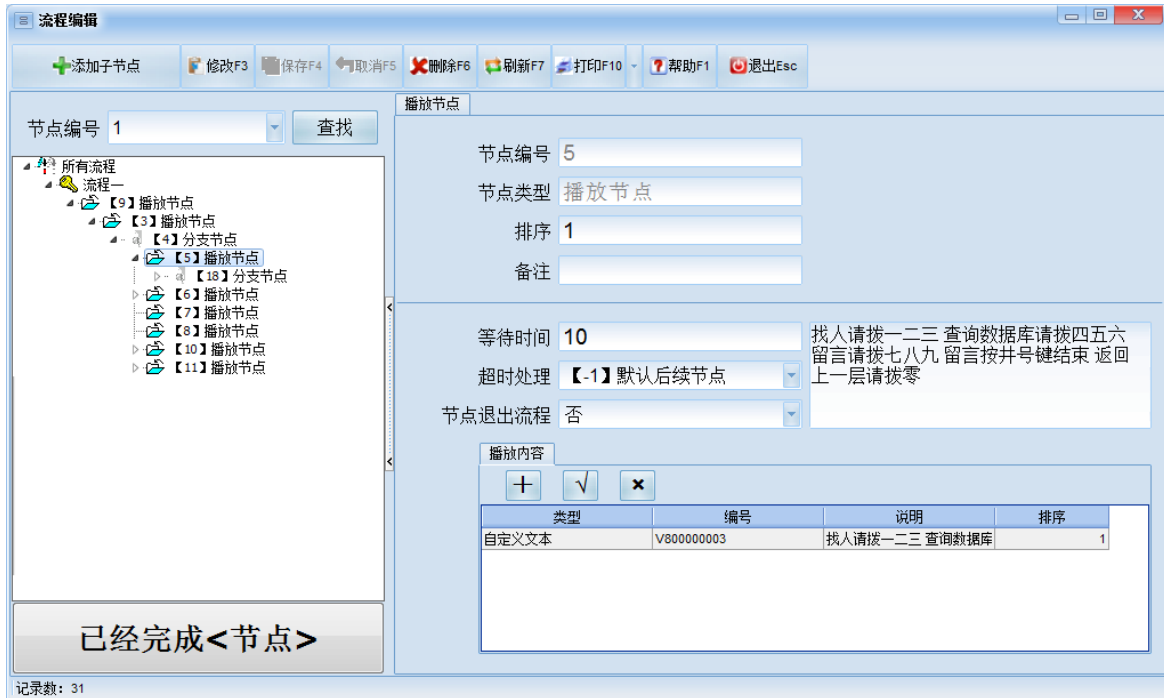 流程编辑
添加子节点 修改F3 保存F4 取消F5 删除F6 刷新F7 打印F10 帮助F1 退出Esc
节点编号 1 查找
所有流程
流程一
【9】播放节点
【3】播放节点
【4】分支节点
【5】播放节点
【18】分支节点
【6】播放节点
【7】播放节点
【8】播放节点
【10】播放节点
【11】播放节点
已经完成<节点>
播放节点
节点编号 5
节点类型 播放节点
排序 1
备注
等待时间 10
超时处理 【-1】默认后续节点
节点退出流程 否
找人请拨一二三 查询数据库请拨四五六
留言请拨七八九 留言按井号键结束 返回
上一层请拨零
播放内容
类型 编号 说明 排序
自定义文本 V800000003 找人请拨一二三 查询数据库 1
记录数：31